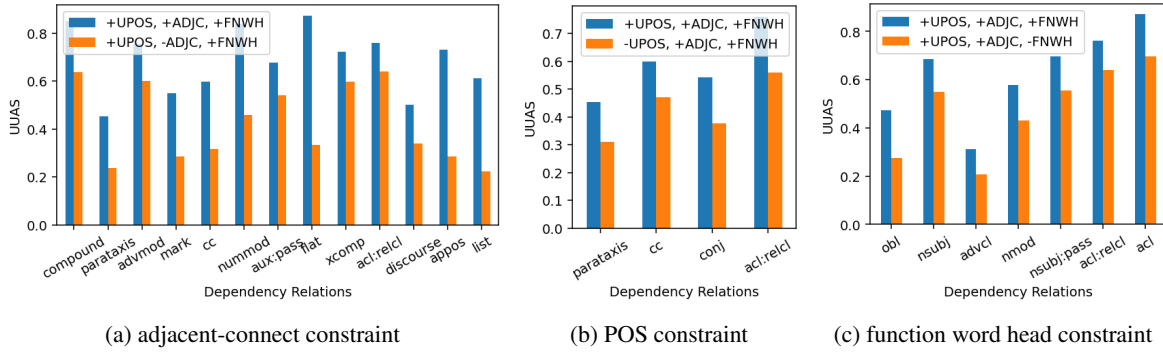 +UPOS, +ADJC, +FNWH
+UPOS, -ADJC, +FNWH
UUAS
0.8
0.6
0.4
0.2
0.0
compound
parataxis
advmod
mark
cc
nummod
aux:pass
flat
xcomp
acl:relcl
discourse
appos
list
Dependency Relations
(a) adjacent-connect constraint
+UPOS, +ADJC, +FNWH
-UPOS, +ADJC, +FNWH
UUAS
0.7
0.6
0.5
0.4
0.3
0.2
0.1
0.0
parataxis
cc
conj
acl:relcl
Dependency Relations
(b) POS constraint
+UPOS, +ADJC, +FNWH
+UPOS, +ADJC, -FNWH
UUAS
0.8
0.6
0.4
0.2
0.0
obl
nsubj
advcl
nmod
nsubj:pass
acl:relcl
acl
Dependency Relations
(c) function word head constraint